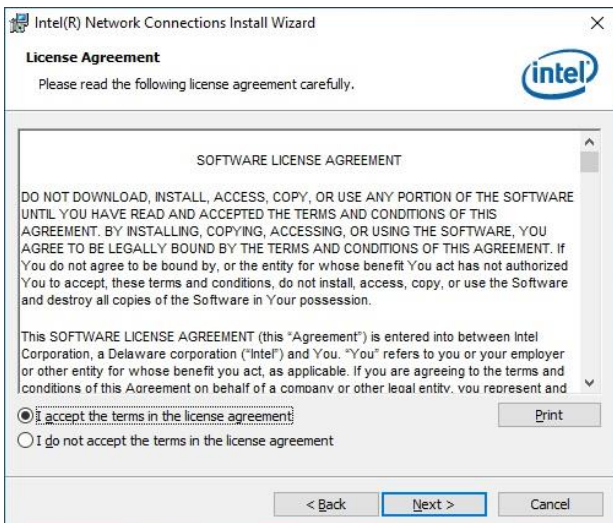 Intel(R) Network Connections Install Wizard
License Agreement
Please read the following license agreement carefully.
intel
SOFTWARE LICENSE AGREEMENT
DO NOT DOWNLOAD, INSTALL, ACCESS, COPY, OR USE ANY PORTION OF THE SOFTWARE
UNTIL YOU HAVE READ AND ACCEPTED THE TERMS AND CONDITIONS OF THIS
AGREEMENT. BY INSTALLING, COPYING, ACCESSING, OR USING THE SOFTWARE, YOU
AGREE TO BE LEGALLY BOUND BY THE TERMS AND CONDITIONS OF THIS AGREEMENT. If
You do not agree to be bound by, or the entity for whose benefit You act has not authorized
You to accept, these terms and conditions, do not install, access, copy, or use the Software
and destroy all copies of the Software in Your possession.
This SOFTWARE LICENSE AGREEMENT (this “Agreement”) is entered into between Intel
Corporation, a Delaware corporation (“Intel”) and You. “You” refers to you or your employer
or other entity for whose benefit you act, as applicable. If you are agreeing to the terms and
conditions of this Agreement on behalf of a company or other legal entity, you represent and
I accept the terms in the license agreement
Print
I do not accept the terms in the license agreement
< Back
Next >
Cancel